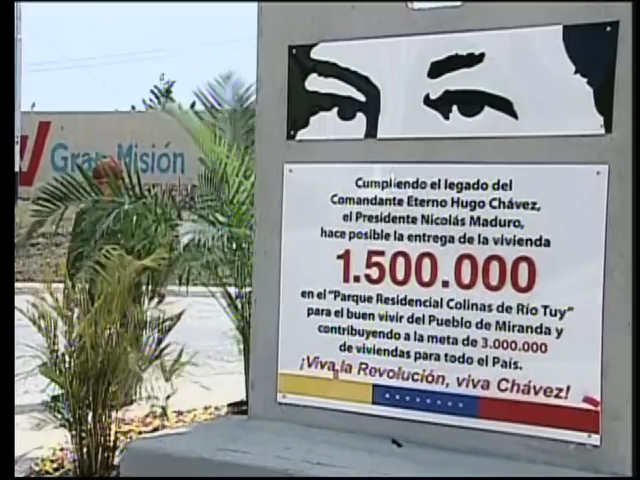 Gran Misión
Cumpliendo el legado del
Comandante Eterno Hugo Chávez,
el Presidente Nicolás Maduro,
hace posible la entrega de la vivienda
1.500.000
en el "Parque Residencial Colinas de Río Tuy"
para el buen vivir del Pueblo de Miranda y
contribuyendo a la meta de 3.000.000
de viviendas para todo el País.
¡Viva la Revolución, viva Chávez!